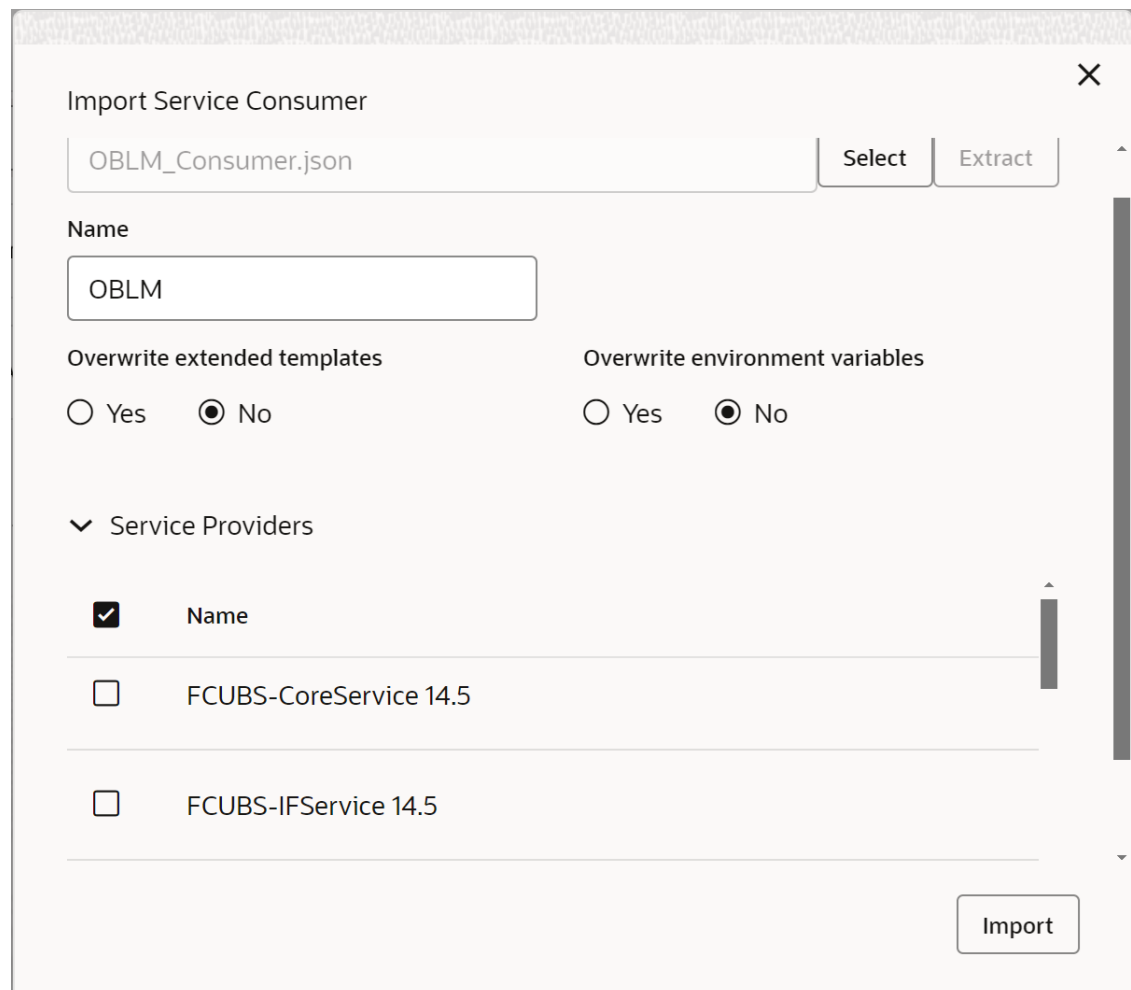 Import Service Consumer
OBLM_Consumer.json Select Extract
Name
OBLM
Overwrite extended templates Overwrite environment variables
Yes No Yes No
Service Providers
Name
FCUBS-CoreService 14.5
FCUBS-IFService 14.5
Import